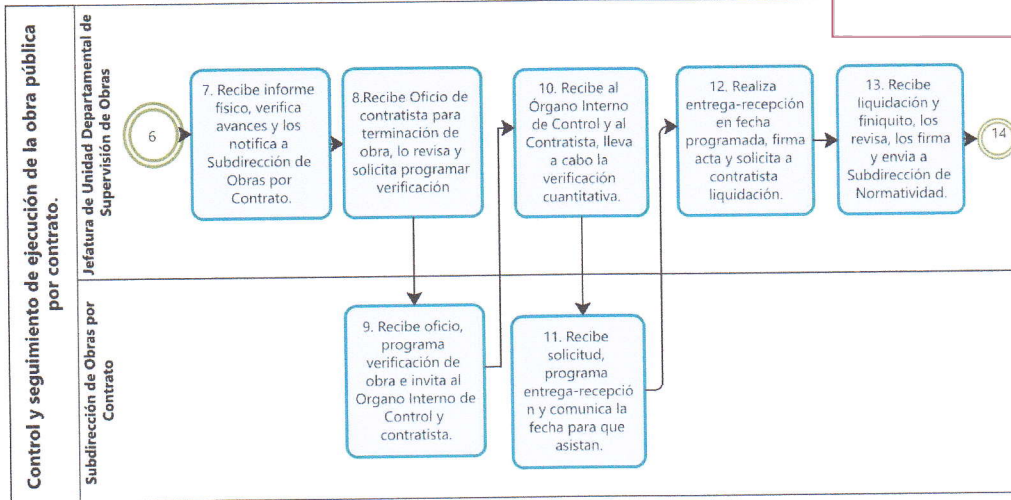 Control y seguimiento de ejecución de la obra pública
por contrato.
Jefatura de Unidad Departamental de
Supervisión de Obras
6
7. Recibe informe
físico, verifica
avances y los
notifica a
Subdirección de
Obras por
Contrato.
8.Recibe Oficio de
contratista para
terminación de
obra, lo revisa y
solicita programar
verificación
10. Recibe al
Órgano Interno
de Control y al
Contratista, lleva
a cabo la
verificación
cuantitativa.
12. Realiza
entrega-recepción
en fecha
programada, firma
acta y solicita a
contratista
liquidación.
13. Recibe
liquidación y
finiquito, los
revisa, los firma
y envia a
Subdirección de
Normatividad.
14
Subdirección de Obras por
Contrato
9. Recibe oficio,
programa
verificación de
obra e invita al
Organo Interno de
Control y
contratista.
11. Recibe
solicitud,
programa
entrega-recepció
n y comunica la
fecha para que
asistan.